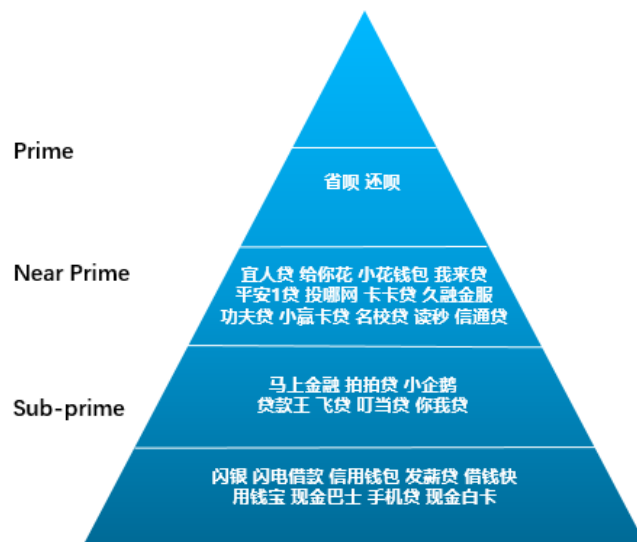 Prime
省呗 还呗
Near Prime
宜人贷 给你花 小花钱包 我来贷
平安1贷 投哪网 卡卡贷 久融金服
功夫贷 小赢卡贷 名校贷 读秒 信通贷
马上金融 拍拍贷 小企鹅
贷款王 飞贷 叮当贷 你我贷
Sub-prime
闪银 闪电借款 信用钱包 发薪贷 借钱快
用钱宝 现金巴士 手机贷 现金白卡